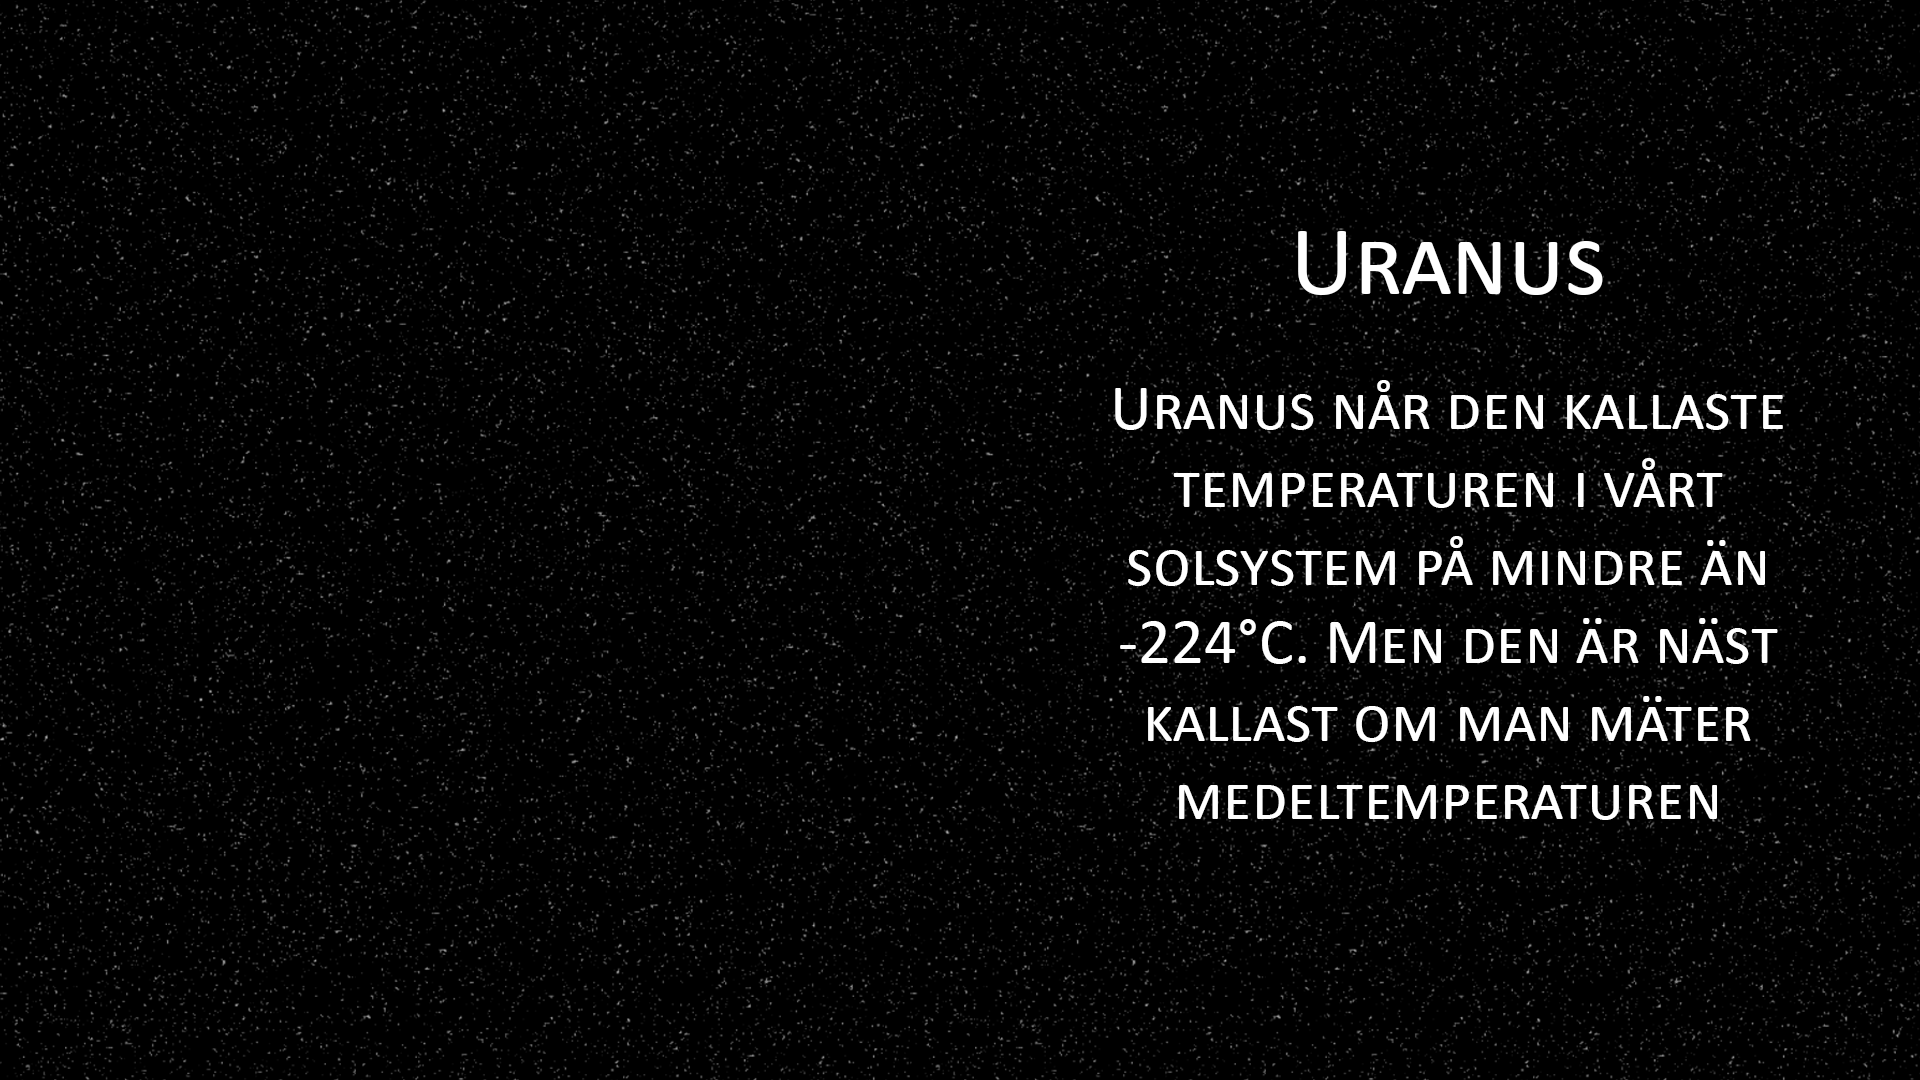 Uranus
Uranus når den kallaste
temperaturen i vårt
solsystem på mindre än
-224°C. Men den är näst
kallast om man mäter
medeltemperaturen